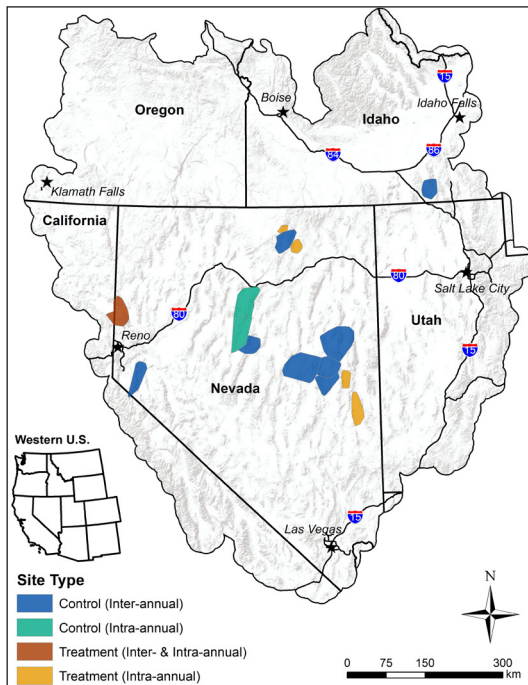 15
Oregon
Boise
Idaho
Idaho Falls
84
86
Klamath Falls
California
80
80
Salt Lake City
Reno
Utah
15
Nevada
Western U.S.
15
Las Vegas
Site Type
Control (Inter-annual)
Control (Intra-annual)
Treatment (Inter- & Intra-annual)
Treatment (Intra-annual)
N
0 75 150 300
km